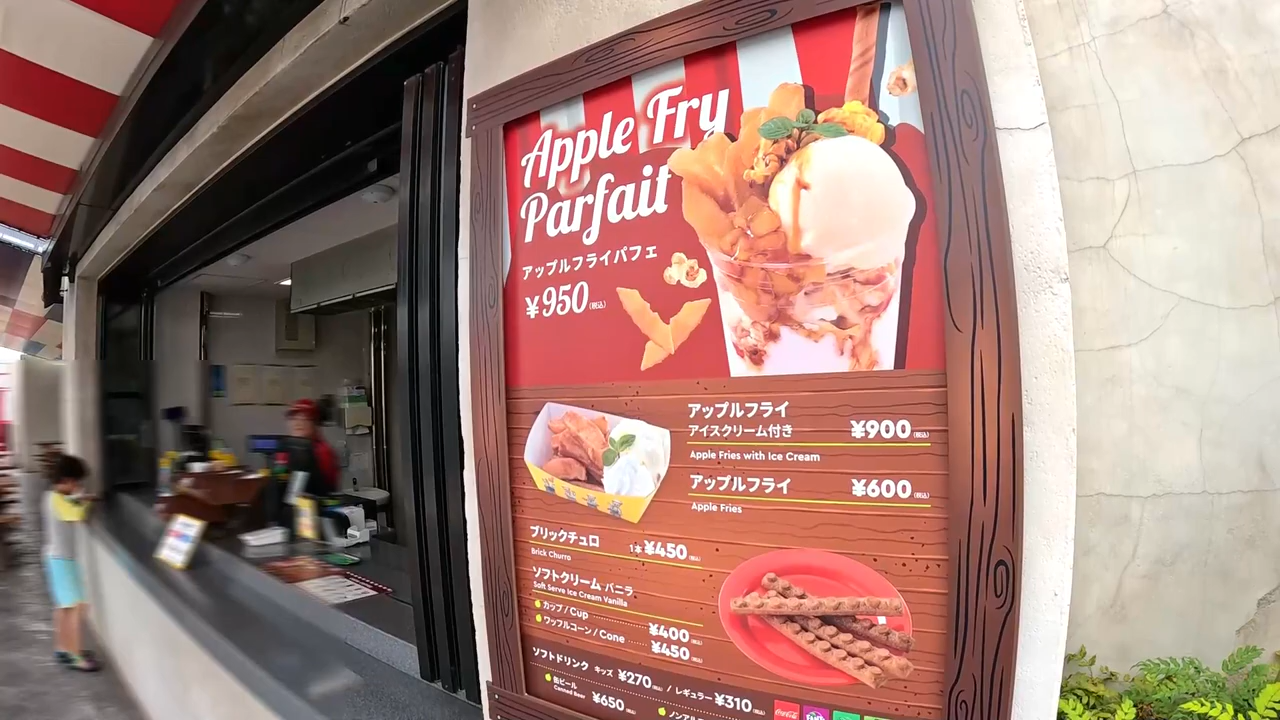 Apple Fry
Parfait
アップルフライパフェ
¥950(税込)
アップルフライ
アイスクリーム付き ¥900(税込)
Apple Fries with Ice Cream
アップルフライ ¥600(税込)
Apple Fries
ブリックチュロ 1本 ¥450(税込)
Brick Churro
ソフトクリーム バニラ
Soft Serve Ice Cream Vanilla
カップ / Cup ¥400(税込)
ワッフルコーン / Cone ¥450(税込)
ソフトドリンク キッズ ¥270(税込) / レギュラー ¥310(税込)
缶ビール
Canned Beer ¥650(税込) ノンアル
Coca-Cola